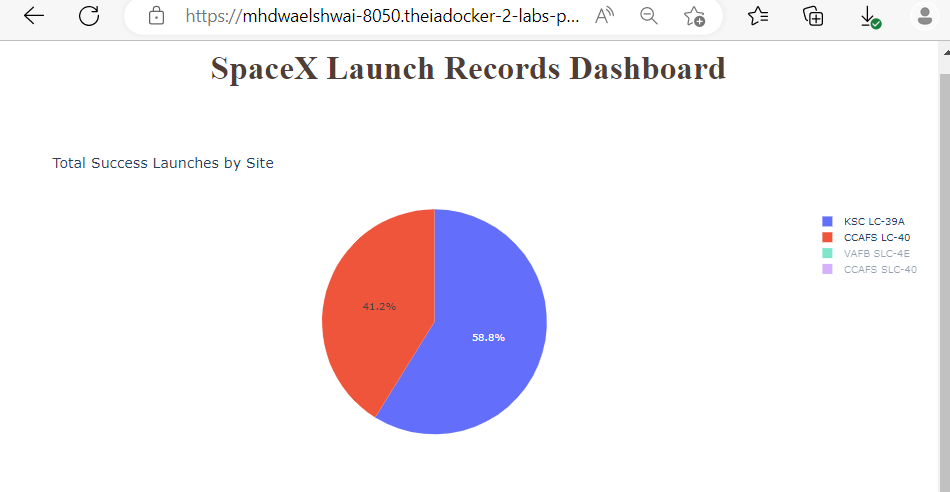 https://mhdwaelshwai-8050.theiadocker-2-labs-p...
SpaceX Launch Records Dashboard
Total Success Launches by Site
KSC LC-39A
CCAFS LC-40
VAFB SLC-4E
CCAFS SLC-40
41.2%
58.8%